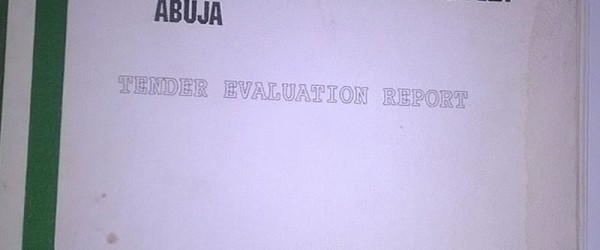 ABUJA
TENDER EVALUATION REPORT